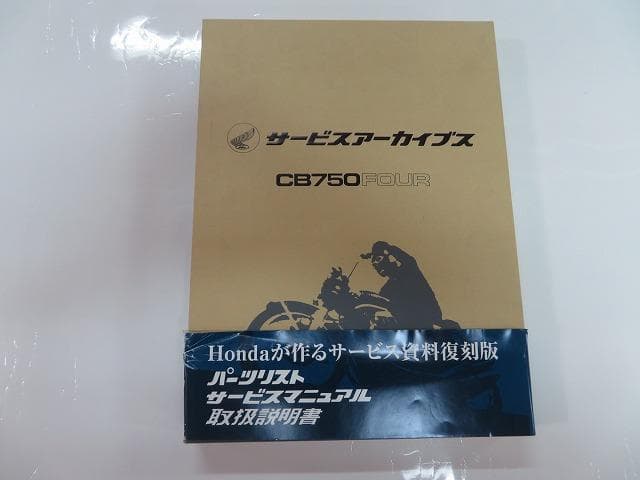 サービスアーカイブス
CB750FOUR
Hondaが作るサービス資料復刻版
パーツリスト
サービスマニュアル
取扱説明書